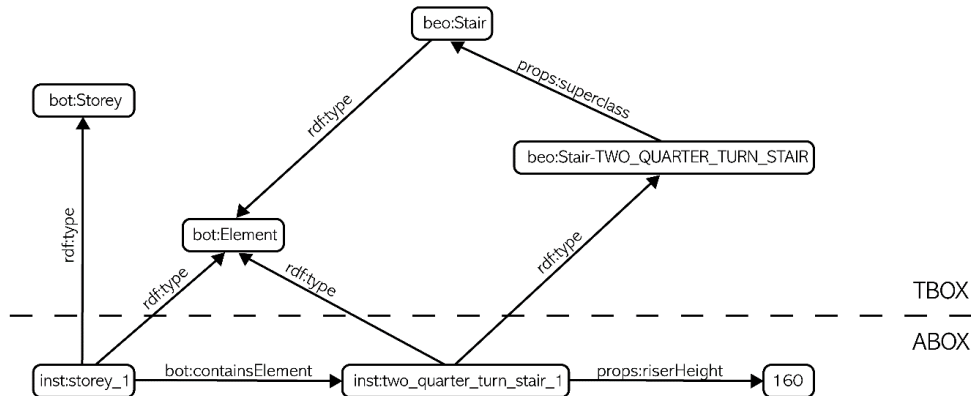 beo:Stair
props:superclass
rdf:type
bot:Storey
beo:Stair-TWO_QUARTER_TURN_STAIR
rdf:type
bot:Element
rdf:type
rdf:type
rdf:type
TBOX
ABOX
inst:storey_1
bot:containsElement
inst:two_quarter_turn_stair_1
props:riserHeight
160